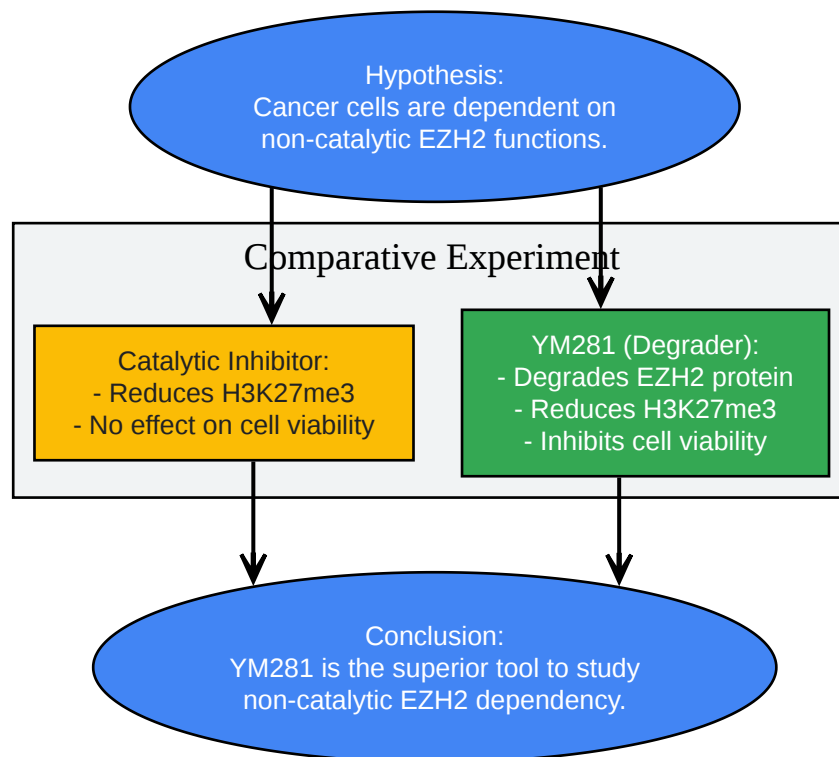 Hypothesis:
Cancer cells are dependent on
non-catalytic EZH2 functions.
Comparative Experiment
Catalytic Inhibitor:
- Reduces H3K27me3
- No effect on cell viability
YM281 (Degrader):
- Degrades EZH2 protein
- Reduces H3K27me3
- Inhibits cell viability
Conclusion:
YM281 is the superior tool to study
non-catalytic EZH2 dependency.